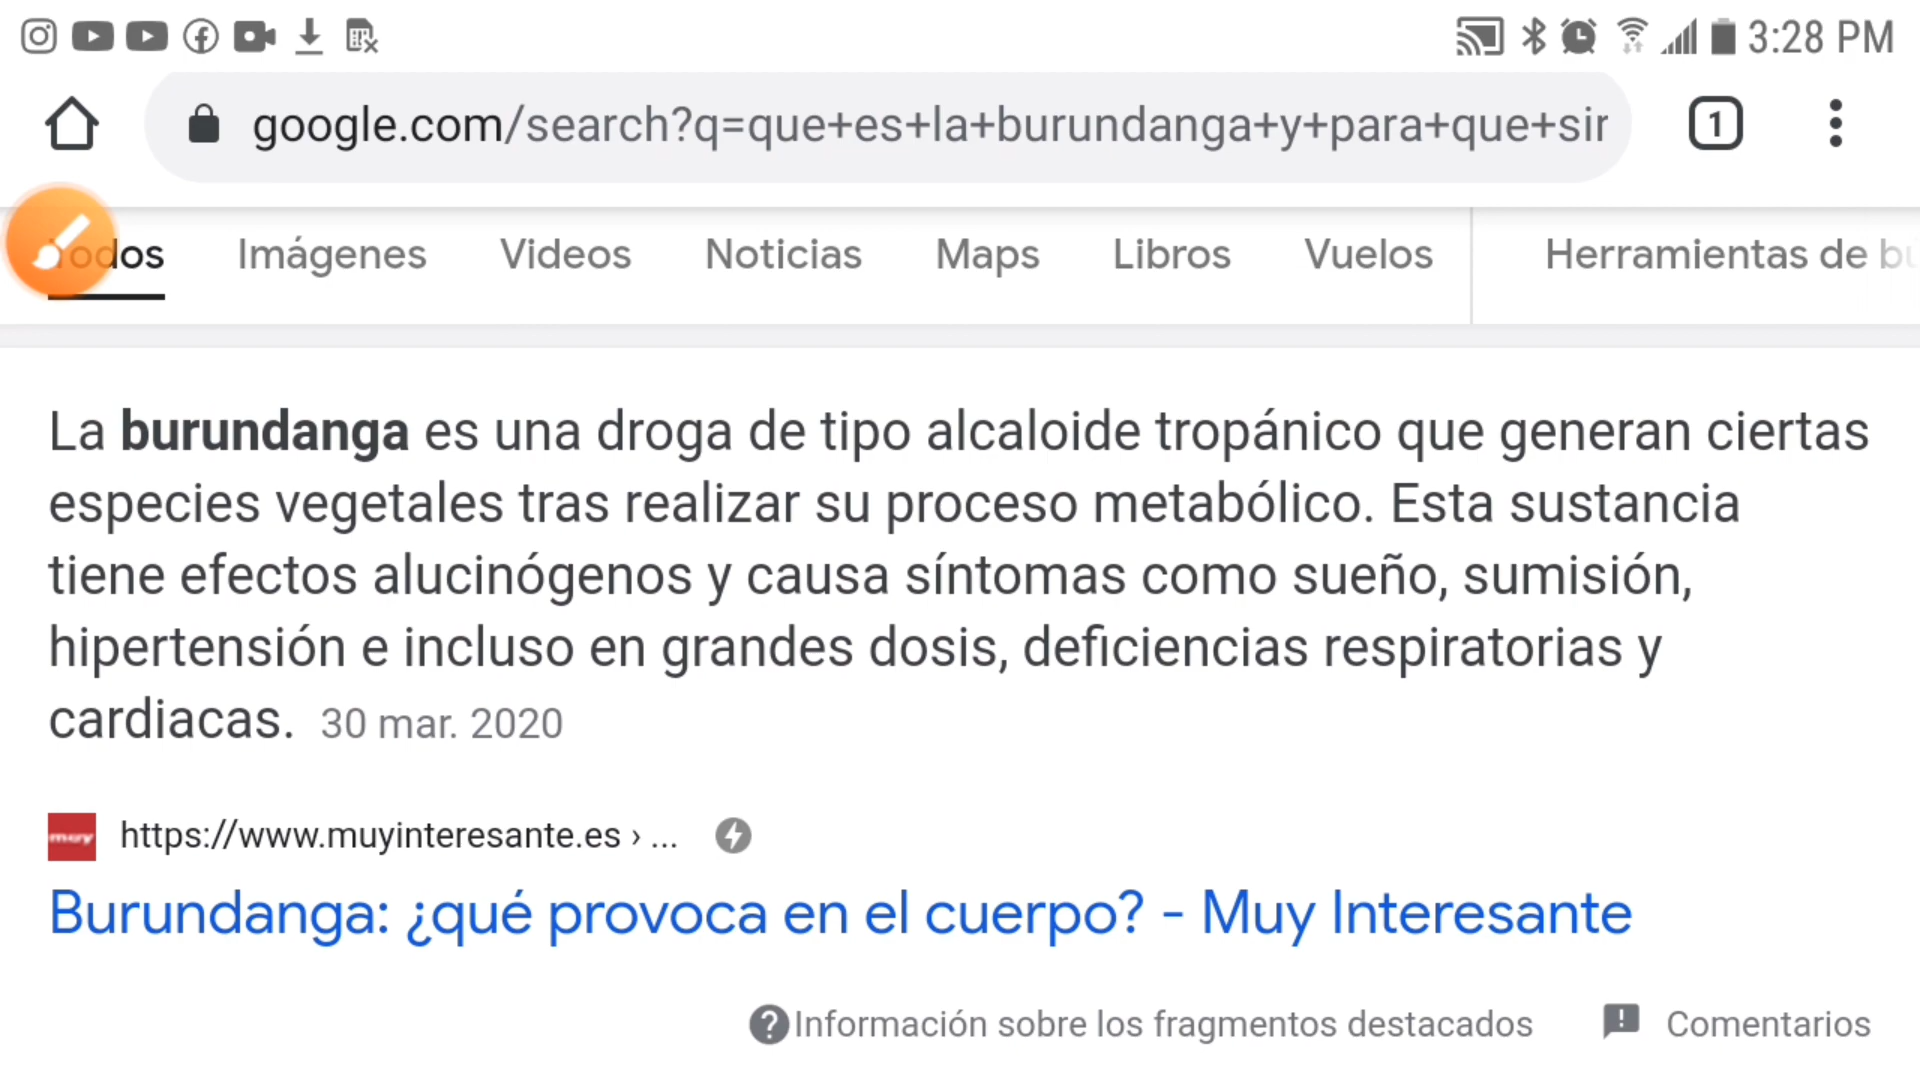 3:28 PM
google.com/search?q=que+es+la+burundanga+y+para+que+sir
1
Todos Imágenes Videos Noticias Maps Libros Vuelos Herramientas de bú
La burundanga es una droga de tipo alcaloide tropánico que generan ciertas
especies vegetales tras realizar su proceso metabólico. Esta sustancia
tiene efectos alucinógenos y causa síntomas como sueño, sumisión,
hipertensión e incluso en grandes dosis, deficiencias respiratorias y
cardiacas. 30 mar. 2020
muy https://www.muyinteresante.es › ...
Burundanga: ¿qué provoca en el cuerpo? - Muy Interesante
Información sobre los fragmentos destacados Comentarios